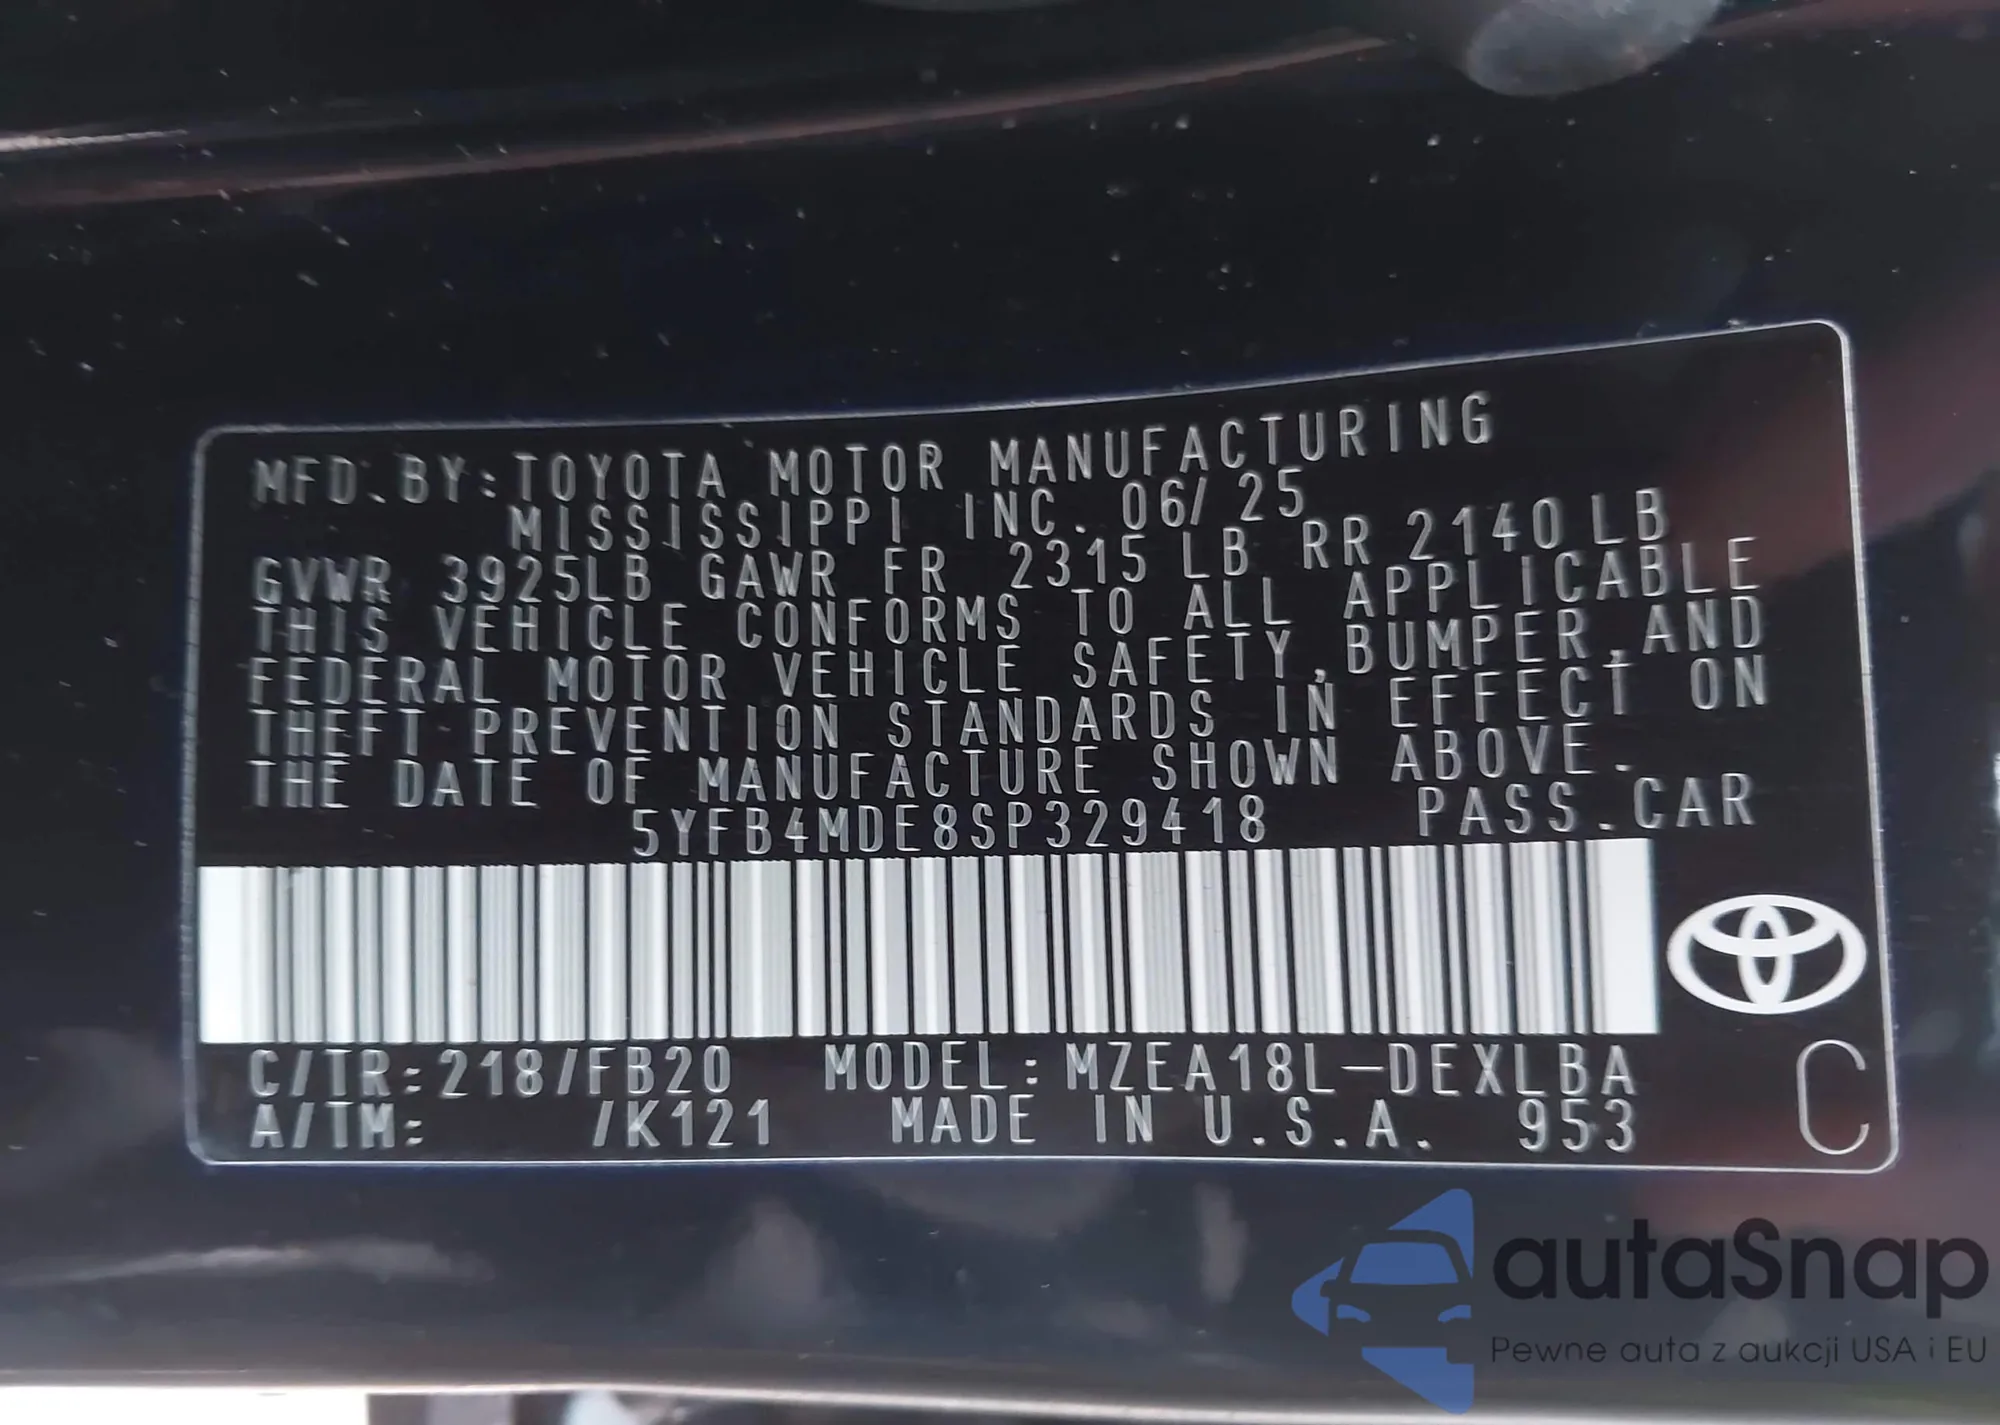 MFD.BY:TOYOTA MOTOR MANUFACTURING
MISSISSIPPI INC. 06/25
GVWR 3925LB GAWR FR 2315 LB RR 2140 LB
THIS VEHICLE CONFORMS TO ALL APPLICABLE
FEDERAL MOTOR VEHICLE SAFETY,BUMPER,AND
THEFT PREVENTION STANDARDS IN EFFECT ON
THE DATE OF MANUFACTURE SHOWN ABOVE.
5YFB4MDE8SP329418 PASS.CAR
C/TR:218/FB20 MODEL:MZEA18L-DEXLBA
A/TM: /K121 MADE IN U.S.A. 953
C
autaSnap
Pewne auta z aukcji USA i EU